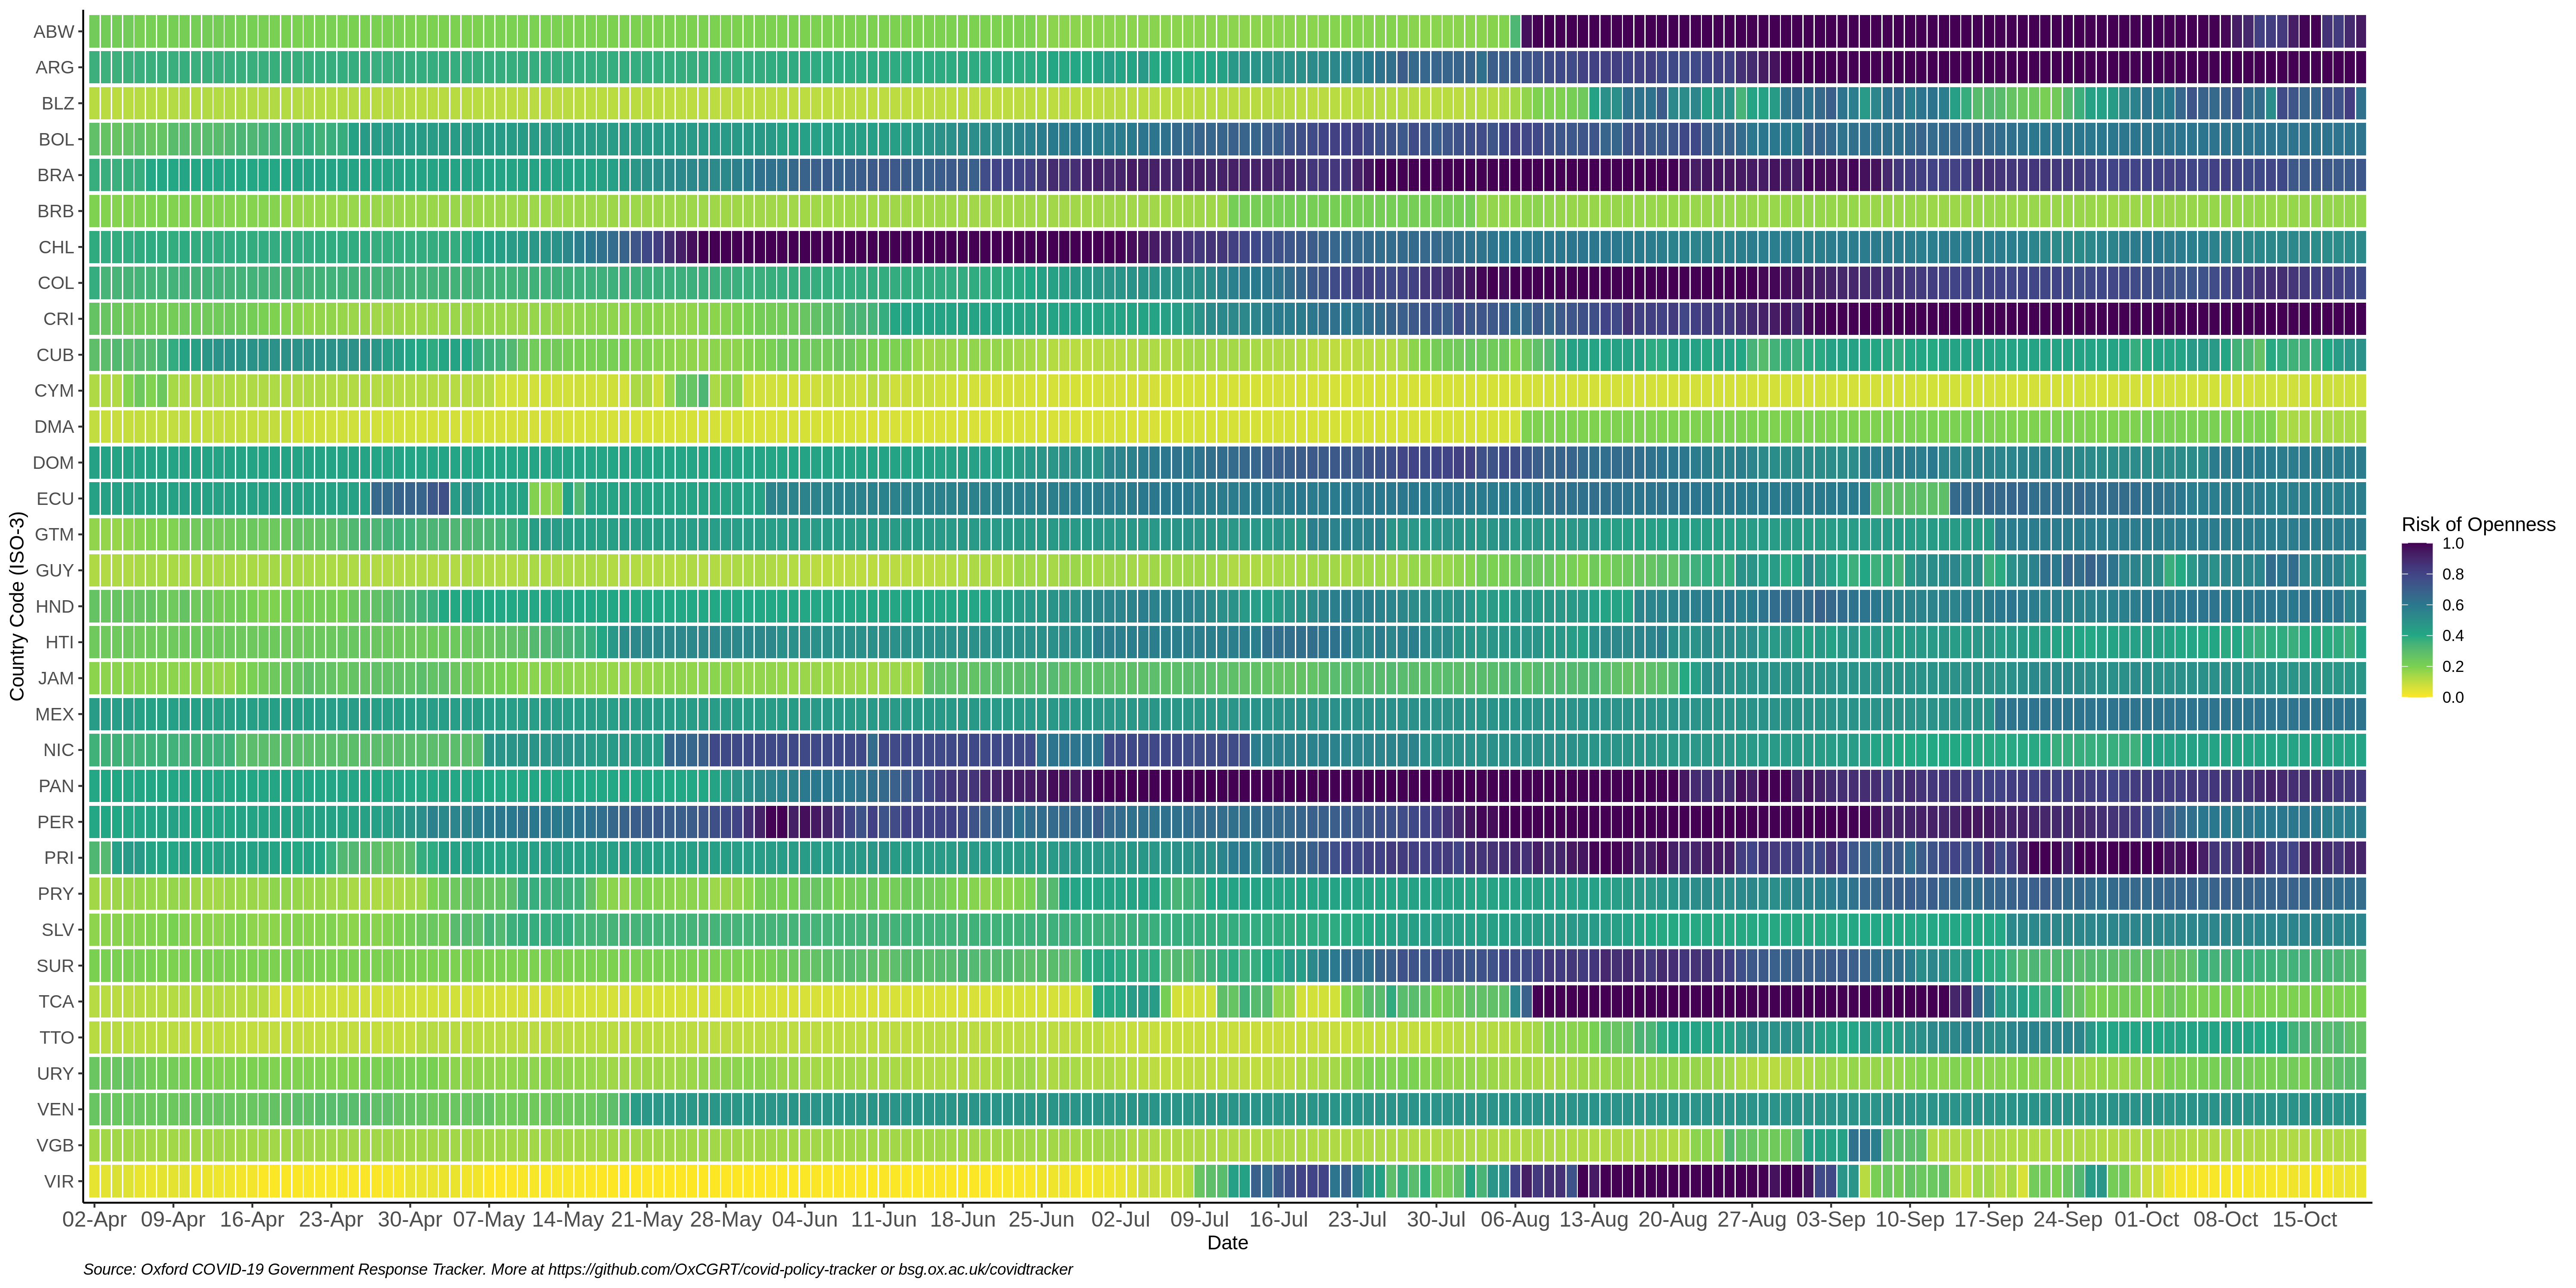 ABW
ARG
BLZ
BOL
BRA
BRB
CHL
COL
CRI
CUB
CYM
DMA
DOM
ECU
GTM
GUY
HND
HTI
JAM
MEX
NIC
PAN
PER
PRI
PRY
SLV
SUR
TCA
TTO
URY
VEN
VGB
VIR
Country Code (ISO-3)
02-Apr 09-Apr 16-Apr 23-Apr 30-Apr 07-May 14-May 21-May 28-May 04-Jun 11-Jun 18-Jun 25-Jun 02-Jul 09-Jul 16-Jul 23-Jul 30-Jul 06-Aug 13-Aug 20-Aug 27-Aug 03-Sep 10-Sep 17-Sep 24-Sep 01-Oct 08-Oct 15-Oct
Date
Risk of Openness
1.0
0.8
0.6
0.4
0.2
0.0
Source: Oxford COVID-19 Government Response Tracker. More at https://github.com/OxCGRT/covid-policy-tracker or bsg.ox.ac.uk/covidtracker